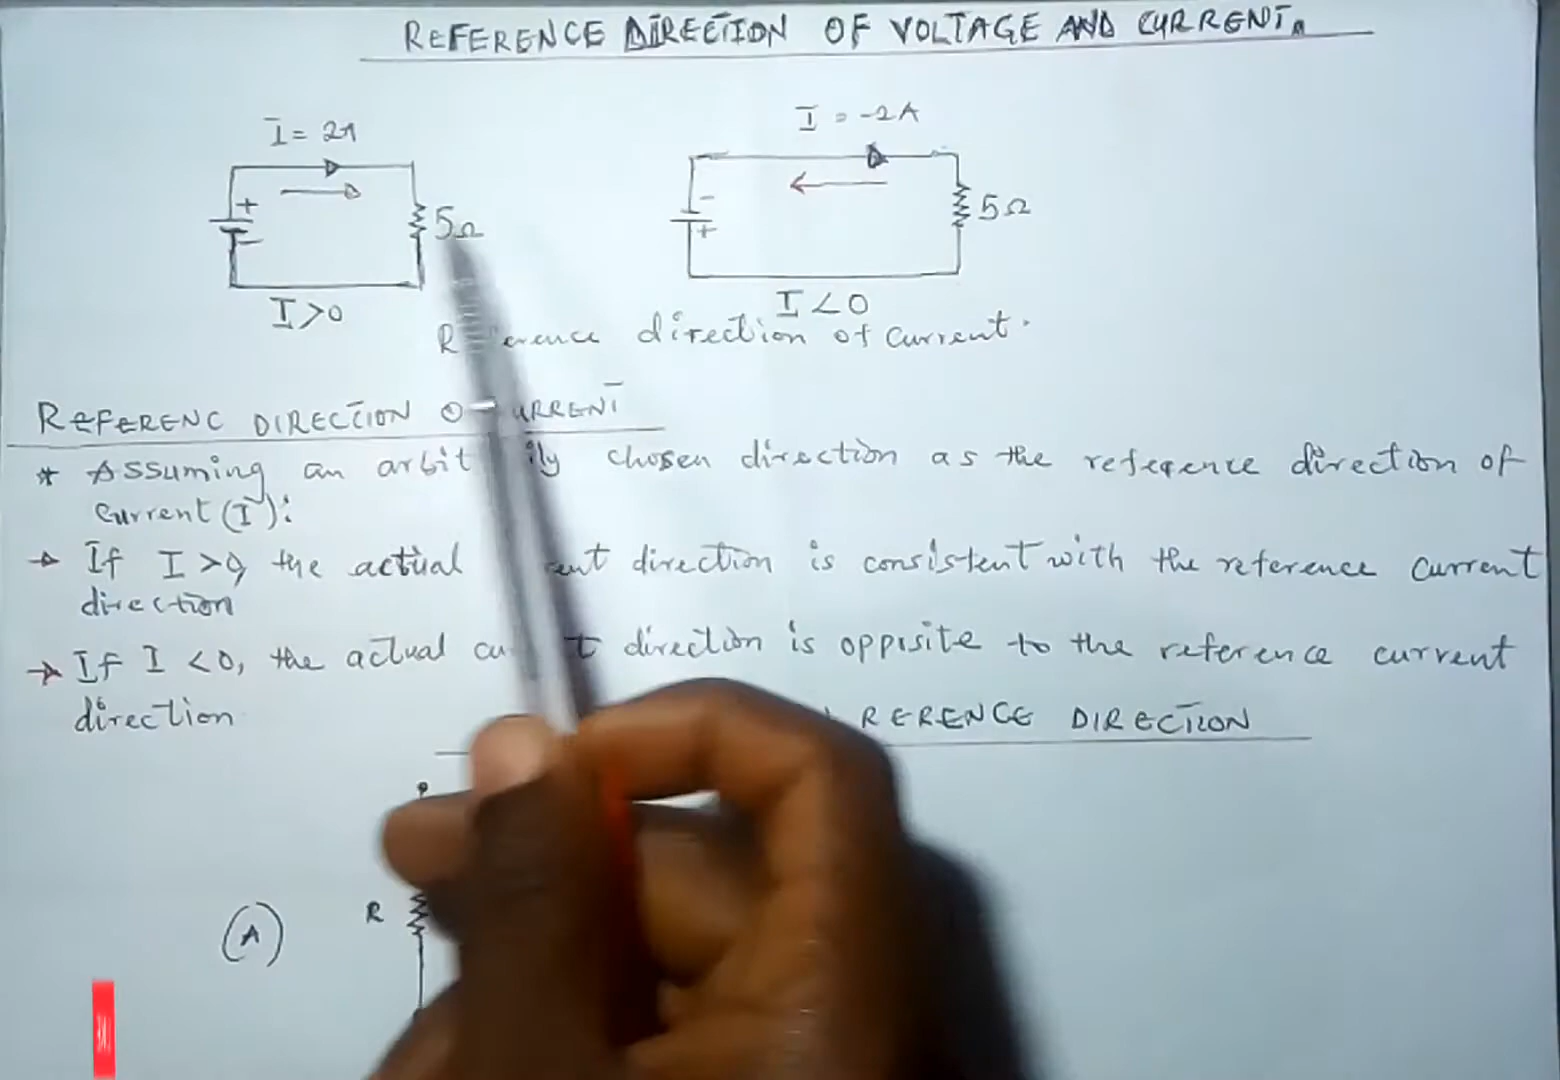 REFERENCE DIRECTION OF VOLTAGE AND CURRENT
I = 2A
I = -2A
+
-
5Ω
-
+
5Ω
I > 0
I < 0
direction of current.
REFERENC DIRECTION
* Assuming an chosen direction as the reference direction of
current (I):
→ If I > 0, the actual direction is consistent with the reference current
direction
→ If I < 0, the actual direction is opposite to the reference current
direction
RERENCE DIRECTION
R
A